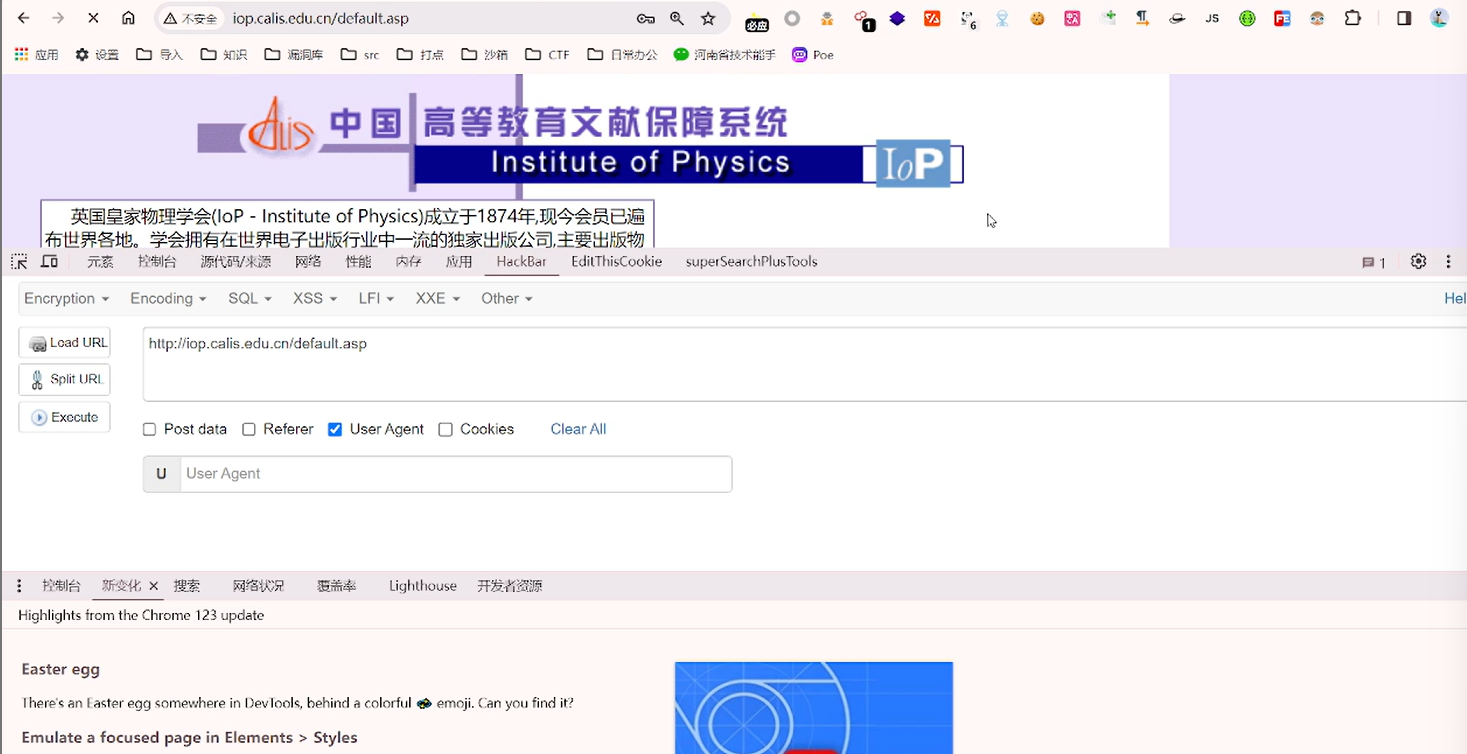 不安全 iop.calis.edu.cn/default.asp 必应 1 6 JS
应用 设置 导入 知识 漏洞库 src 打点 沙箱 CTF 日常办公 河南省技术能手 Poe
CALIS 中国 高等教育文献保障系统
Institute of Physics IoP
英国皇家物理学会(IoP - Institute of Physics)成立于1874年,现今会员已遍
布世界各地。学会拥有在世界电子出版行业中一流的独家出版公司,主要出版物
元素 控制台 源代码/来源 网络 性能 内存 应用 HackBar EditThisCookie superSearchPlusTools 1
Encryption Encoding SQL XSS LFI XXE Other Hel
Load URL http://iop.calis.edu.cn/default.asp
Split URL
Execute
Post data Referer User Agent Cookies Clear All
U User Agent
控制台 新变化 搜索 网络状况 覆盖率 Lighthouse 开发者资源
Highlights from the Chrome 123 update
Easter egg
There's an Easter egg somewhere in DevTools, behind a colorful emoji. Can you find it?
Emulate a focused page in Elements > Styles